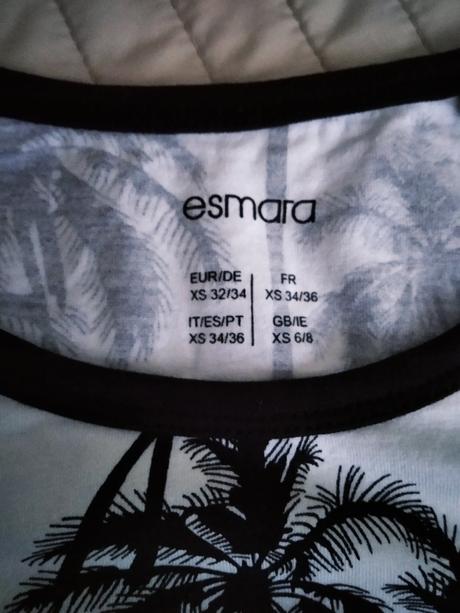 esmara
EUR/DE
XS 32/34
FR
XS 34/36
IT/ES/PT
XS 34/36
GB/IE
XS 6/8